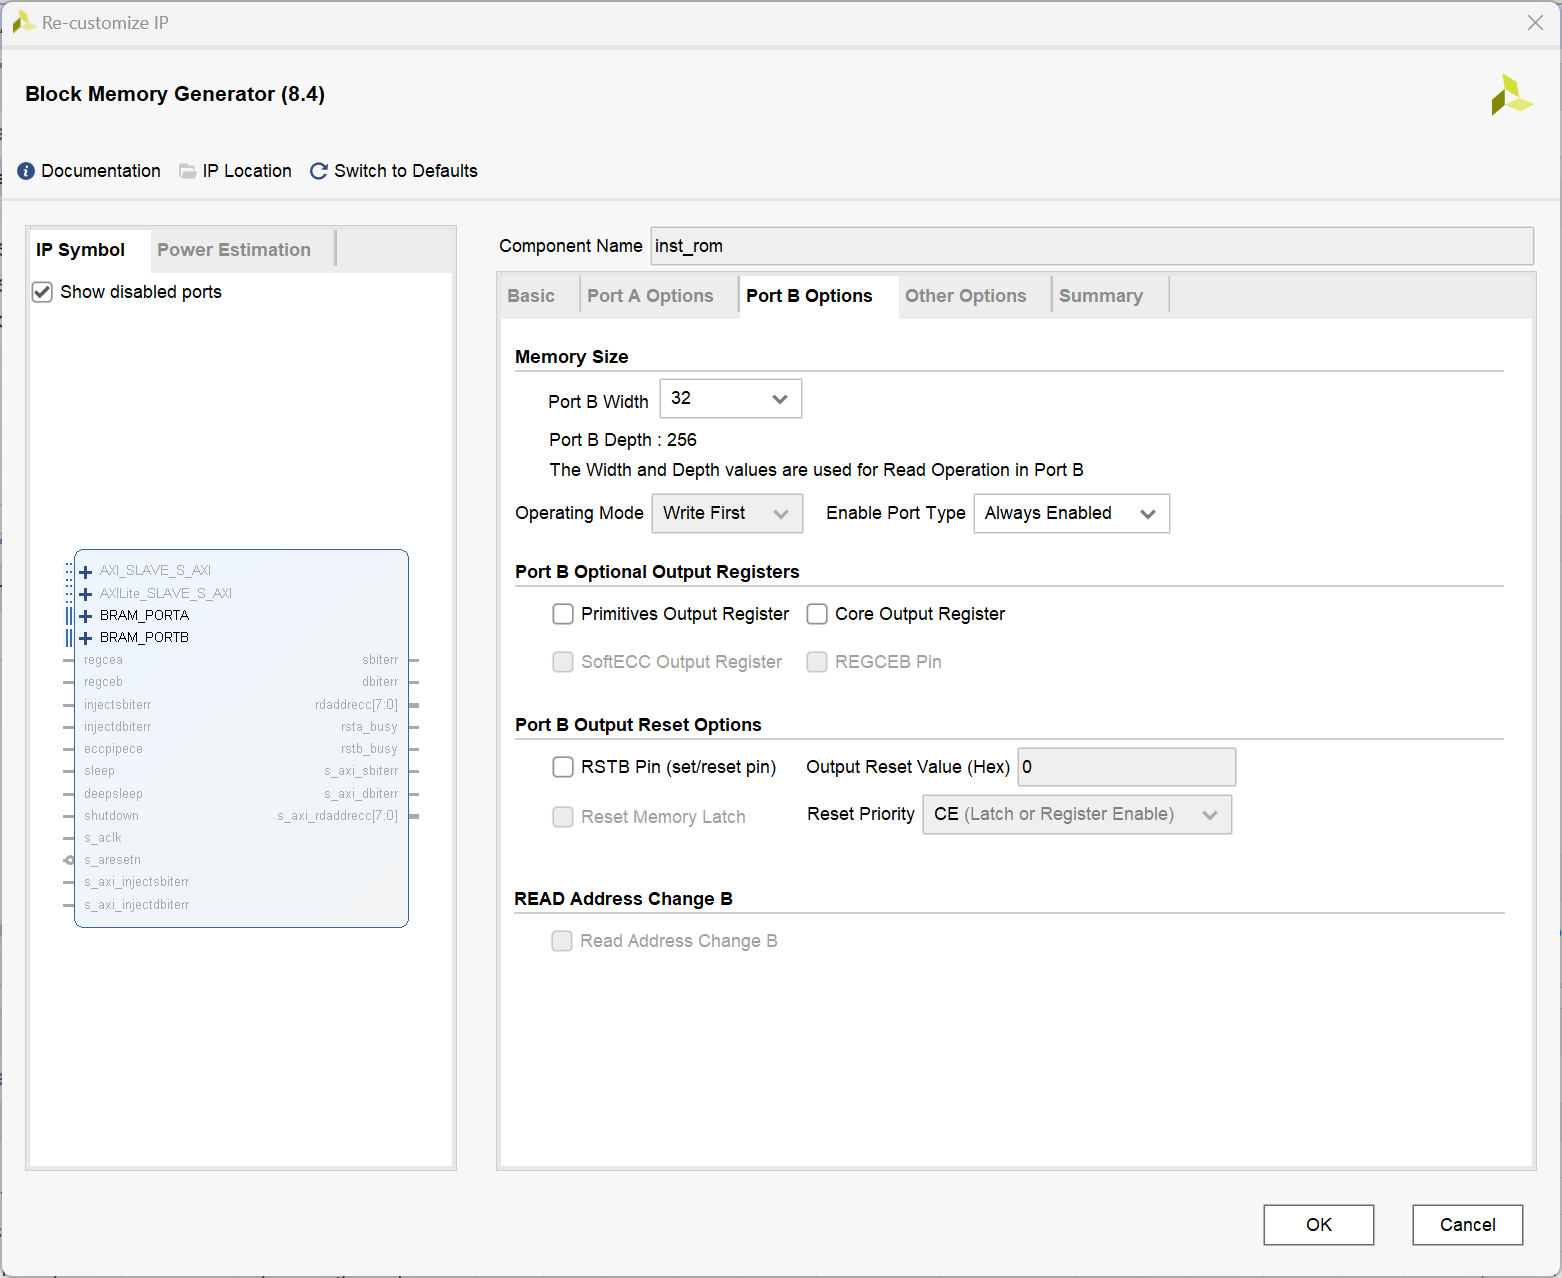 Re-customize IP
Block Memory Generator (8.4)
Documentation IP Location Switch to Defaults
IP Symbol Power Estimation
Show disabled ports
AXI_SLAVE_S_AXI
AXILite_SLAVE_S_AXI
BRAM_PORTA
BRAM_PORTB
regcea sbiterr
regceb dbiterr
injectsbiterr rdaddrecc[7:0]
injectdbiterr rsta_busy
eccpipece rstb_busy
sleep s_axi_sbiterr
deepsleep s_axi_dbiterr
shutdown s_axi_rdaddrecc[7:0]
s_aclk
s_aresetn
s_axi_injectsbiterr
s_axi_injectdbiterr
Component Name inst_rom
Basic Port A Options Port B Options Other Options Summary
Memory Size
Port B Width 32
Port B Depth : 256
The Width and Depth values are used for Read Operation in Port B
Operating Mode Write First Enable Port Type Always Enabled
Port B Optional Output Registers
Primitives Output Register Core Output Register
SoftECC Output Register REGCEB Pin
Port B Output Reset Options
RSTB Pin (set/reset pin) Output Reset Value (Hex) 0
Reset Memory Latch Reset Priority CE (Latch or Register Enable)
READ Address Change B
Read Address Change B
OK Cancel